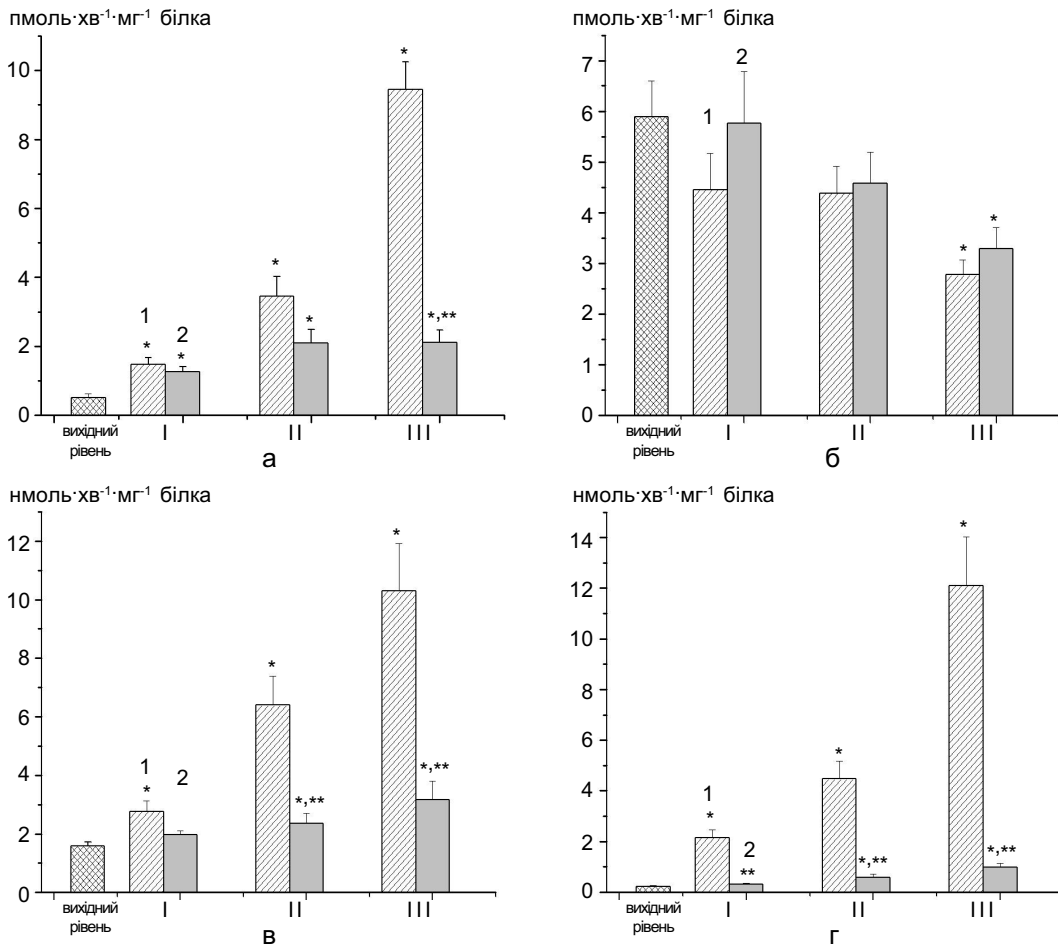 пмоль·хв⁻¹·мг⁻¹ білка
10
8
6
4
2
0
*
*
*
*,**
1
*
2
*
вихідний
рівень
I
II
III
а
пмоль·хв⁻¹·мг⁻¹ білка
7
6
5
4
3
2
1
0
2
1
*
*
вихідний
рівень
I
II
III
б
нмоль·хв⁻¹·мг⁻¹ білка
12
10
8
6
4
2
0
*
*
1
*
2
*,**
*,**
вихідний
рівень
I
II
III
в
нмоль·хв⁻¹·мг⁻¹ білка
14
12
10
8
6
4
2
0
*
*
1
*
2
**
*,**
*,**
вихідний
рівень
I
II
III
г